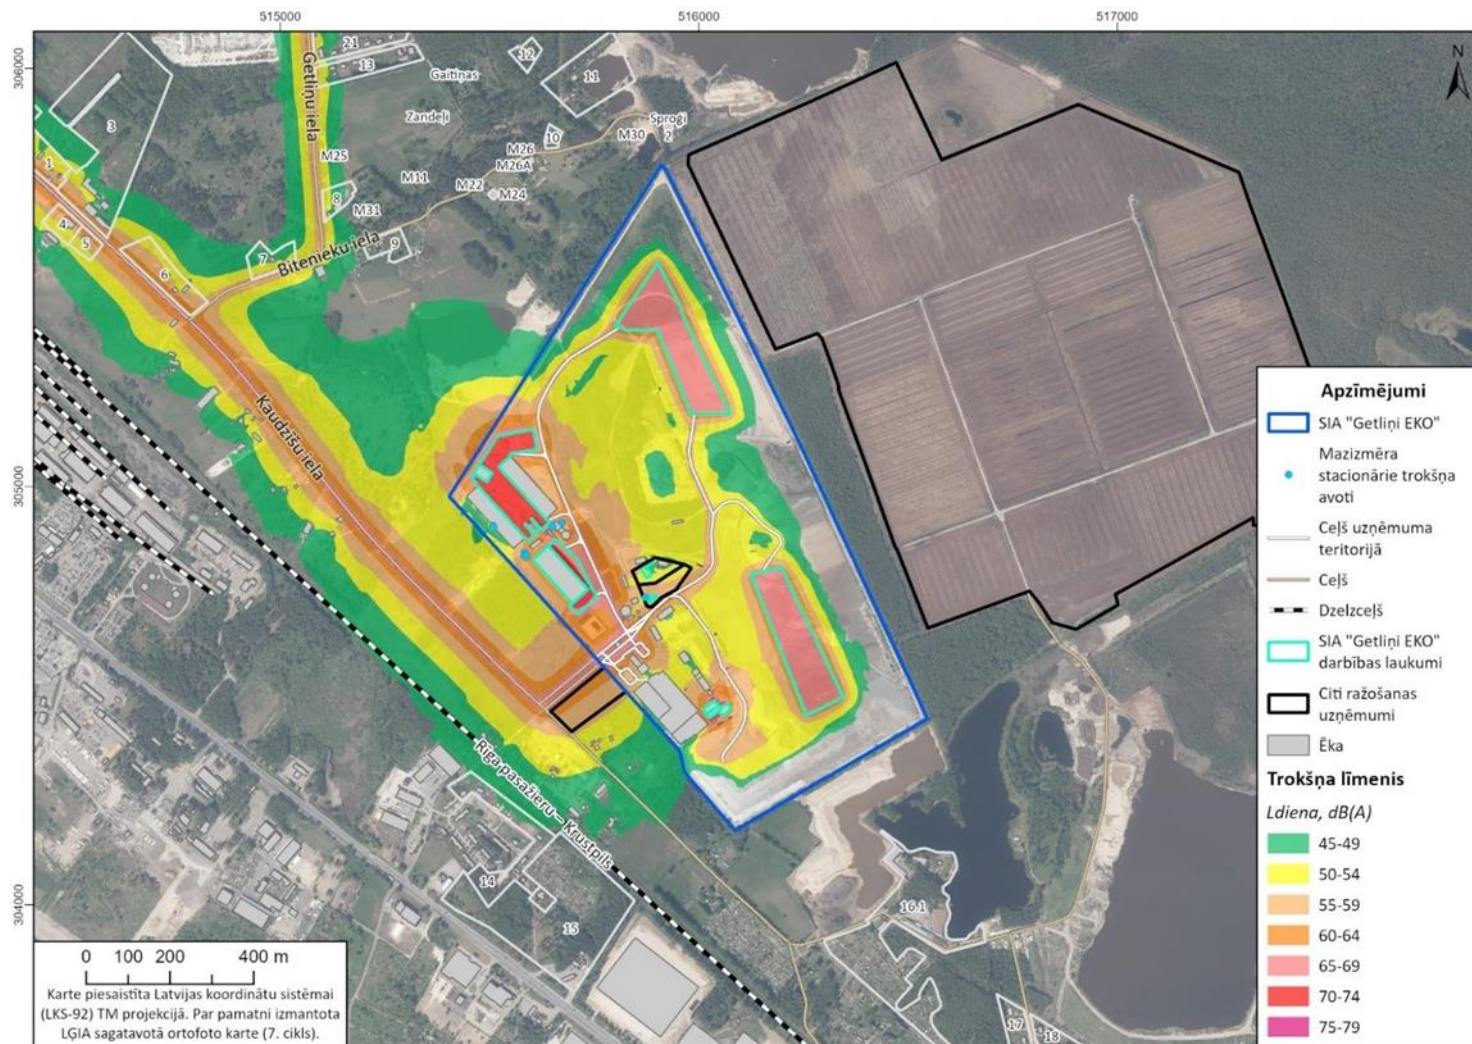 515000
516000
517000
306000
305000
304000
N
21
13
12
11
Gaitiņas
3
Getliņu iela
Zandeļi
Sproģi
2
M30
10
M26
M26A
M25
1
M11
M22
M24
8
M31
4
5
9
7
Bitenieku iela
6
Kaudzīšu iela
Rīga pasažieru – Krustpils
14
15
16.1
17
18
Apzīmējumi
SIA "Getliņi EKO"
Mazizmēra
stacionārie trokšņa
avoti
Ceļš uzņēmuma
teritorijā
Ceļš
Dzelzceļš
SIA "Getliņi EKO"
darbības laukumi
Citi ražošanas
uzņēmumi
Ēka
Trokšņa līmenis
Ldiena, dB(A)
45-49
50-54
55-59
60-64
65-69
70-74
75-79
0 100 200 400 m
Karte piesaistīta Latvijas koordinātu sistēmai
(LKS-92) TM projekcijā. Par pamatni izmantota
LĢIA sagatavotā ortofoto karte (7. cikls).